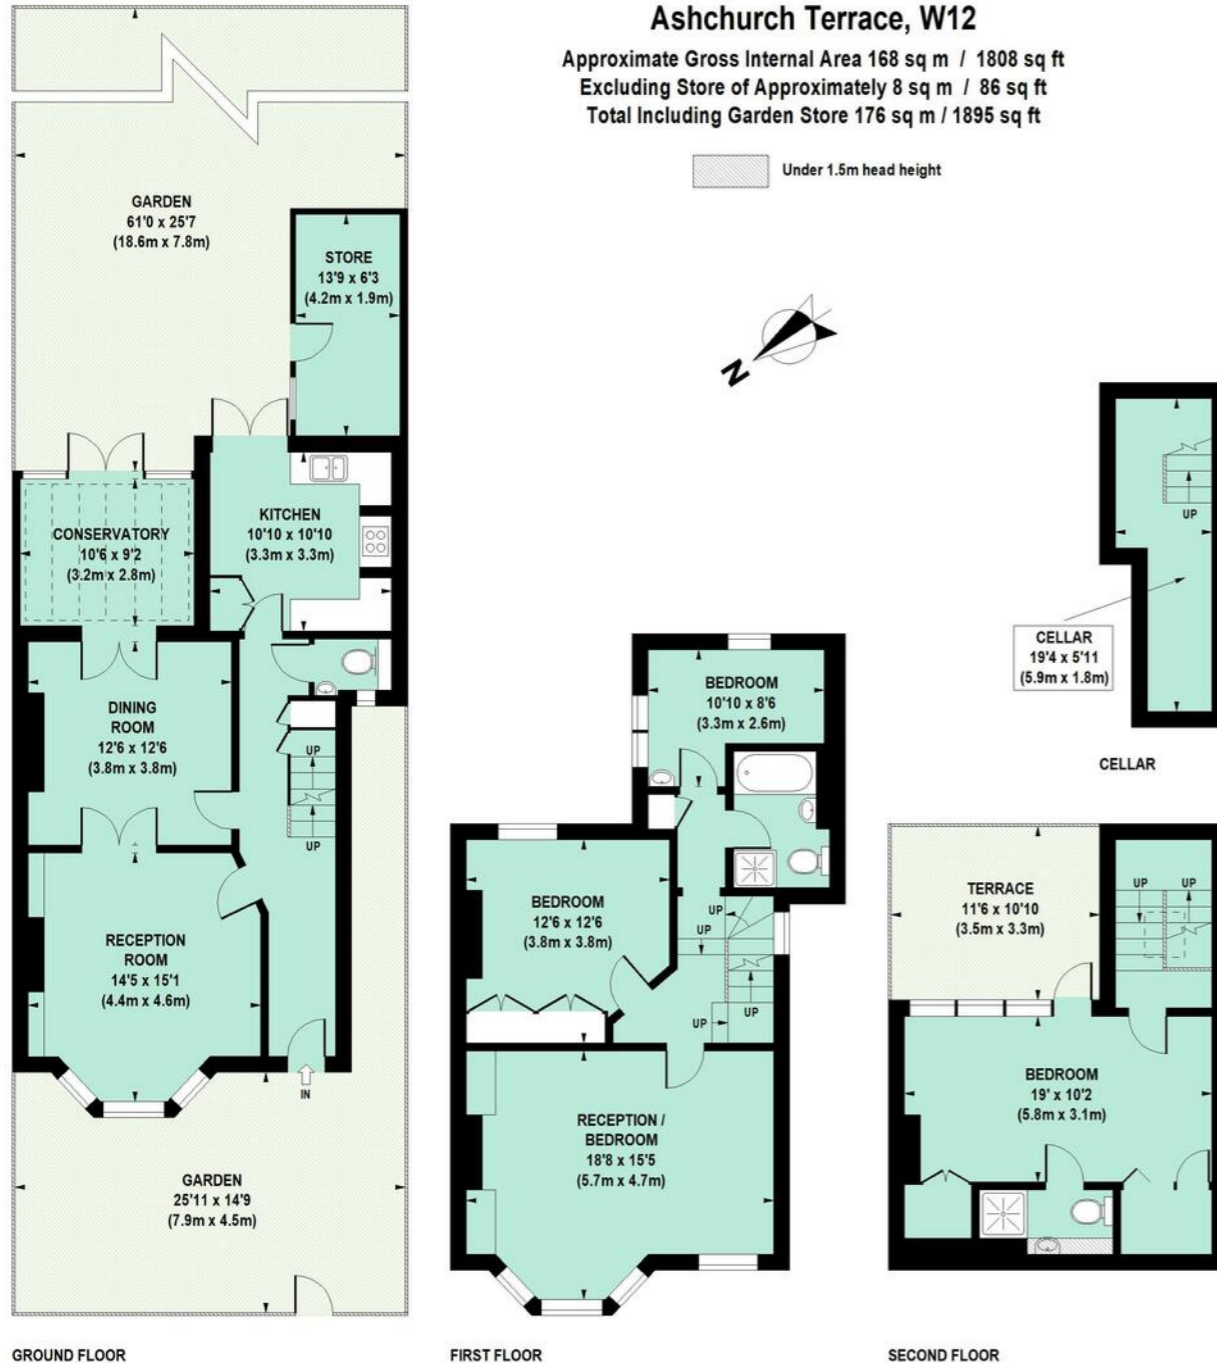 Ashchurch Terrace, W12
Approximate Gross Internal Area 168 sq m / 1808 sq ft
Excluding Store of Approximately 8 sq m / 86 sq ft
Total Including Garden Store 176 sq m / 1895 sq ft
Under 1.5m head height
GARDEN
61'0 x 25'7
(18.6m x 7.8m)
STORE
13'9 x 6'3
(4.2m x 1.9m)
N
KITCHEN
10'10 x 10'10
(3.3m x 3.3m)
CONSERVATORY
10'6 x 9'2
(3.2m x 2.8m)
DINING
ROOM
12'6 x 12'6
(3.8m x 3.8m)
UP
UP
RECEPTION
ROOM
14'5 x 15'1
(4.4m x 4.6m)
IN
GARDEN
25'11 x 14'9
(7.9m x 4.5m)
GROUND FLOOR
BEDROOM
10'10 x 8'6
(3.3m x 2.6m)
BEDROOM
12'6 x 12'6
(3.8m x 3.8m)
UP
UP
UP
UP
RECEPTION /
BEDROOM
18'8 x 15'5
(5.7m x 4.7m)
FIRST FLOOR
UP
CELLAR
19'4 x 5'11
(5.9m x 1.8m)
CELLAR
TERRACE
11'6 x 10'10
(3.5m x 3.3m)
UP
UP
BEDROOM
19' x 10'2
(5.8m x 3.1m)
SECOND FLOOR